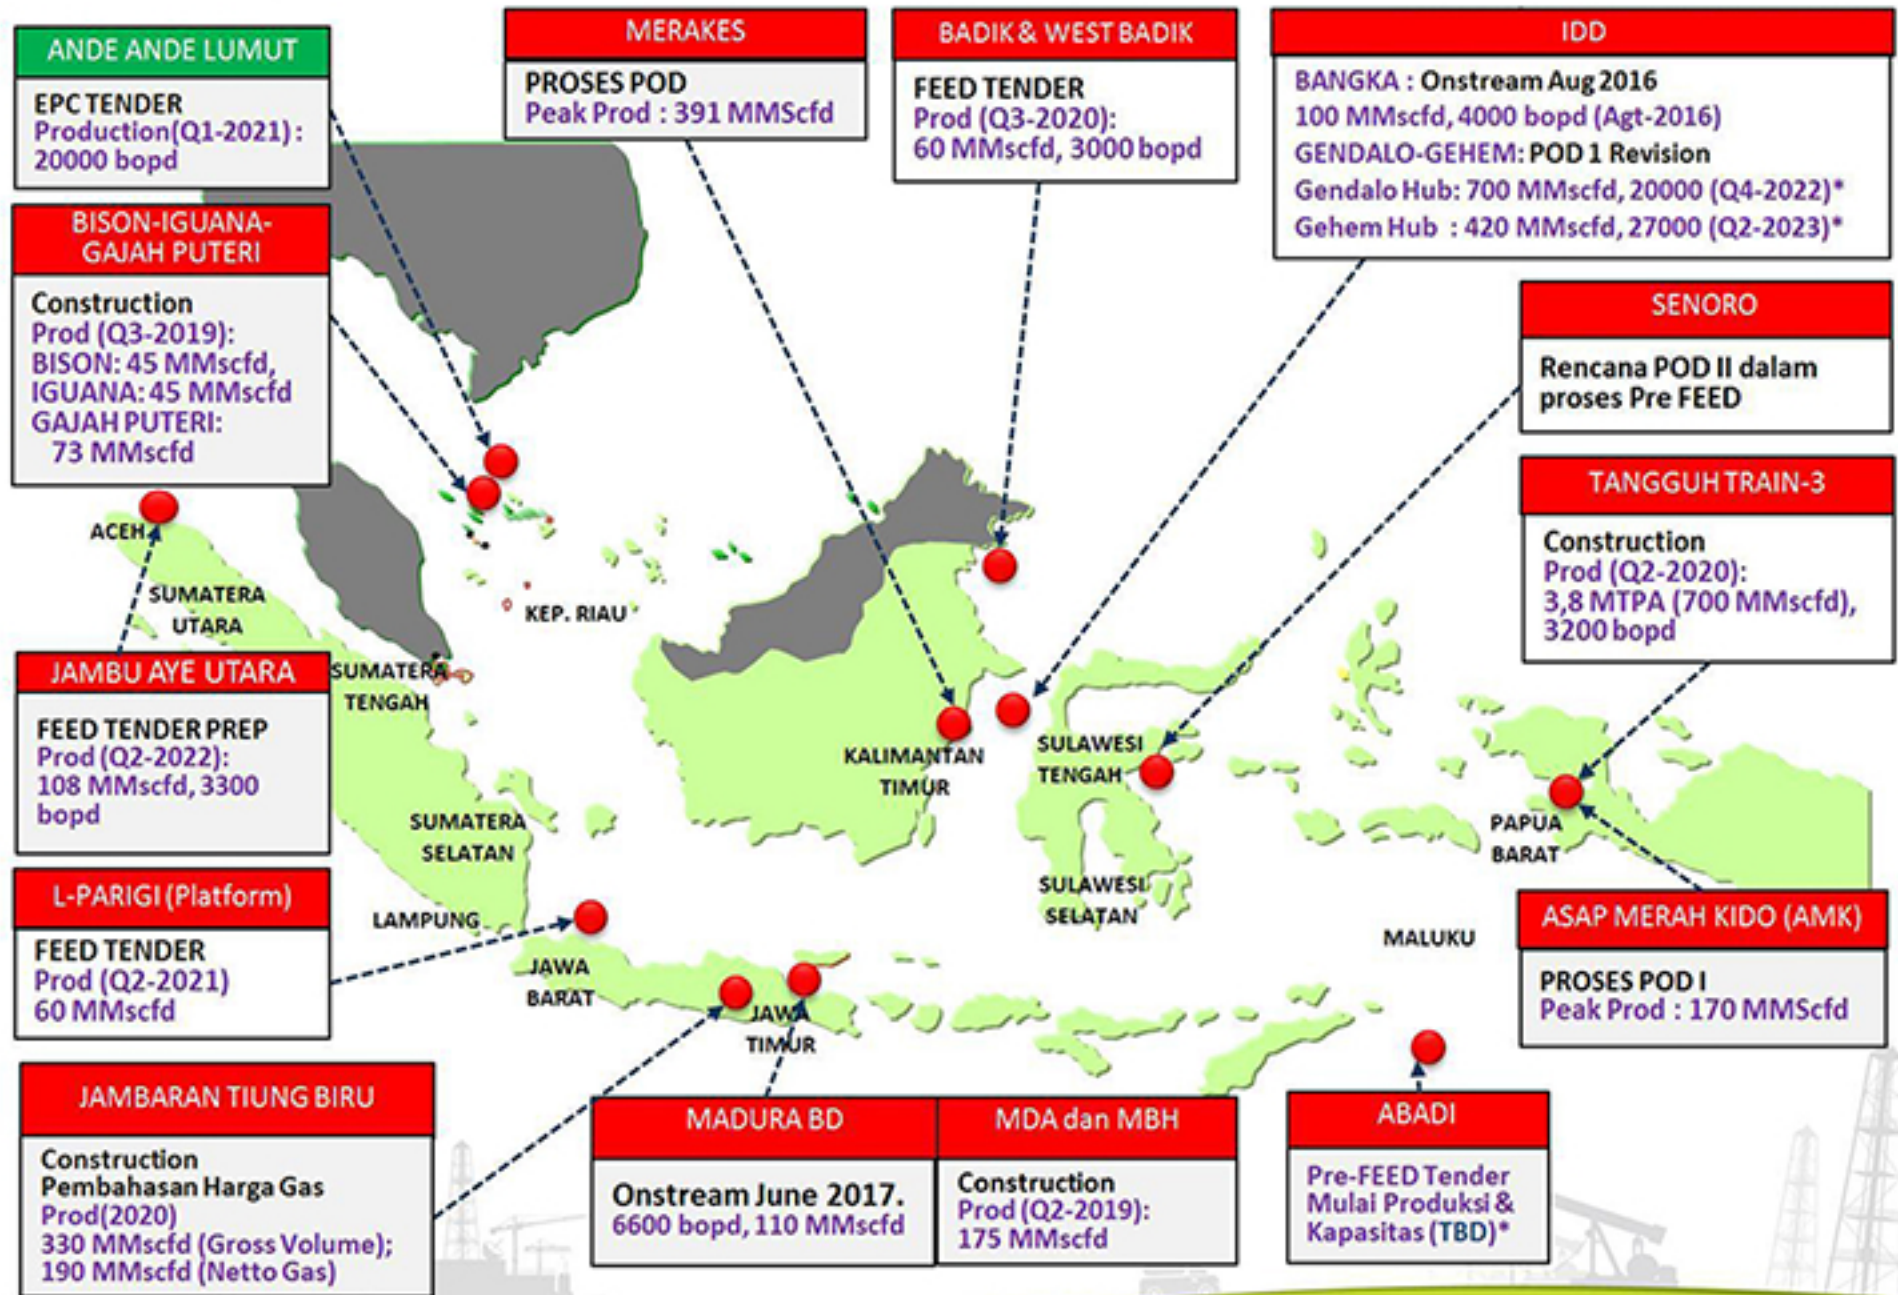 ANDE ANDE LUMUT
EPC TENDER
Production(Q1-2021) :
20000 bopd
MERAKES
PROSES POD
Peak Prod : 391 MMScfd
BADIK & WEST BADIK
FEED TENDER
Prod (Q3-2020):
60 MMscfd, 3000 bopd
IDD
BANGKA : Onstream Aug 2016
100 MMscfd, 4000 bopd (Agt-2016)
GENDALO-GEHEM: POD 1 Revision
Gendalo Hub: 700 MMscfd, 20000 (Q4-2022)*
Gehem Hub : 420 MMscfd, 27000 (Q2-2023)*
BISON-IGUANA-
GAJAH PUTERI
Construction
Prod (Q3-2019):
BISON: 45 MMscfd,
IGUANA: 45 MMscfd
GAJAH PUTERI:
73 MMscfd
SENORO
Rencana POD II dalam
proses Pre FEED
TANGGUH TRAIN-3
Construction
Prod (Q2-2020):
3,8 MTPA (700 MMscfd),
3200 bopd
ACEH
SUMATERA
UTARA
KEP. RIAU
SUMATERA
TENGAH
JAMBU AYE UTARA
FEED TENDER PREP
Prod (Q2-2022):
108 MMscfd, 3300
bopd
KALIMANTAN
TIMUR
SULAWESI
TENGAH
SUMATERA
SELATAN
PAPUA
BARAT
SULAWESI
SELATAN
L-PARIGI (Platform)
FEED TENDER
Prod (Q2-2021)
60 MMscfd
LAMPUNG
MALUKU
ASAP MERAH KIDO (AMK)
PROSES POD I
Peak Prod : 170 MMScfd
JAWA
BARAT
JAWA
TIMUR
JAMBARAN TIUNG BIRU
Construction
Pembahasan Harga Gas
Prod(2020)
330 MMscfd (Gross Volume);
190 MMscfd (Netto Gas)
MADURA BD
Onstream June 2017.
6600 bopd, 110 MMscfd
MDA dan MBH
Construction
Prod (Q2-2019):
175 MMscfd
ABADI
Pre-FEED Tender
Mulai Produksi &
Kapasitas (TBD)*